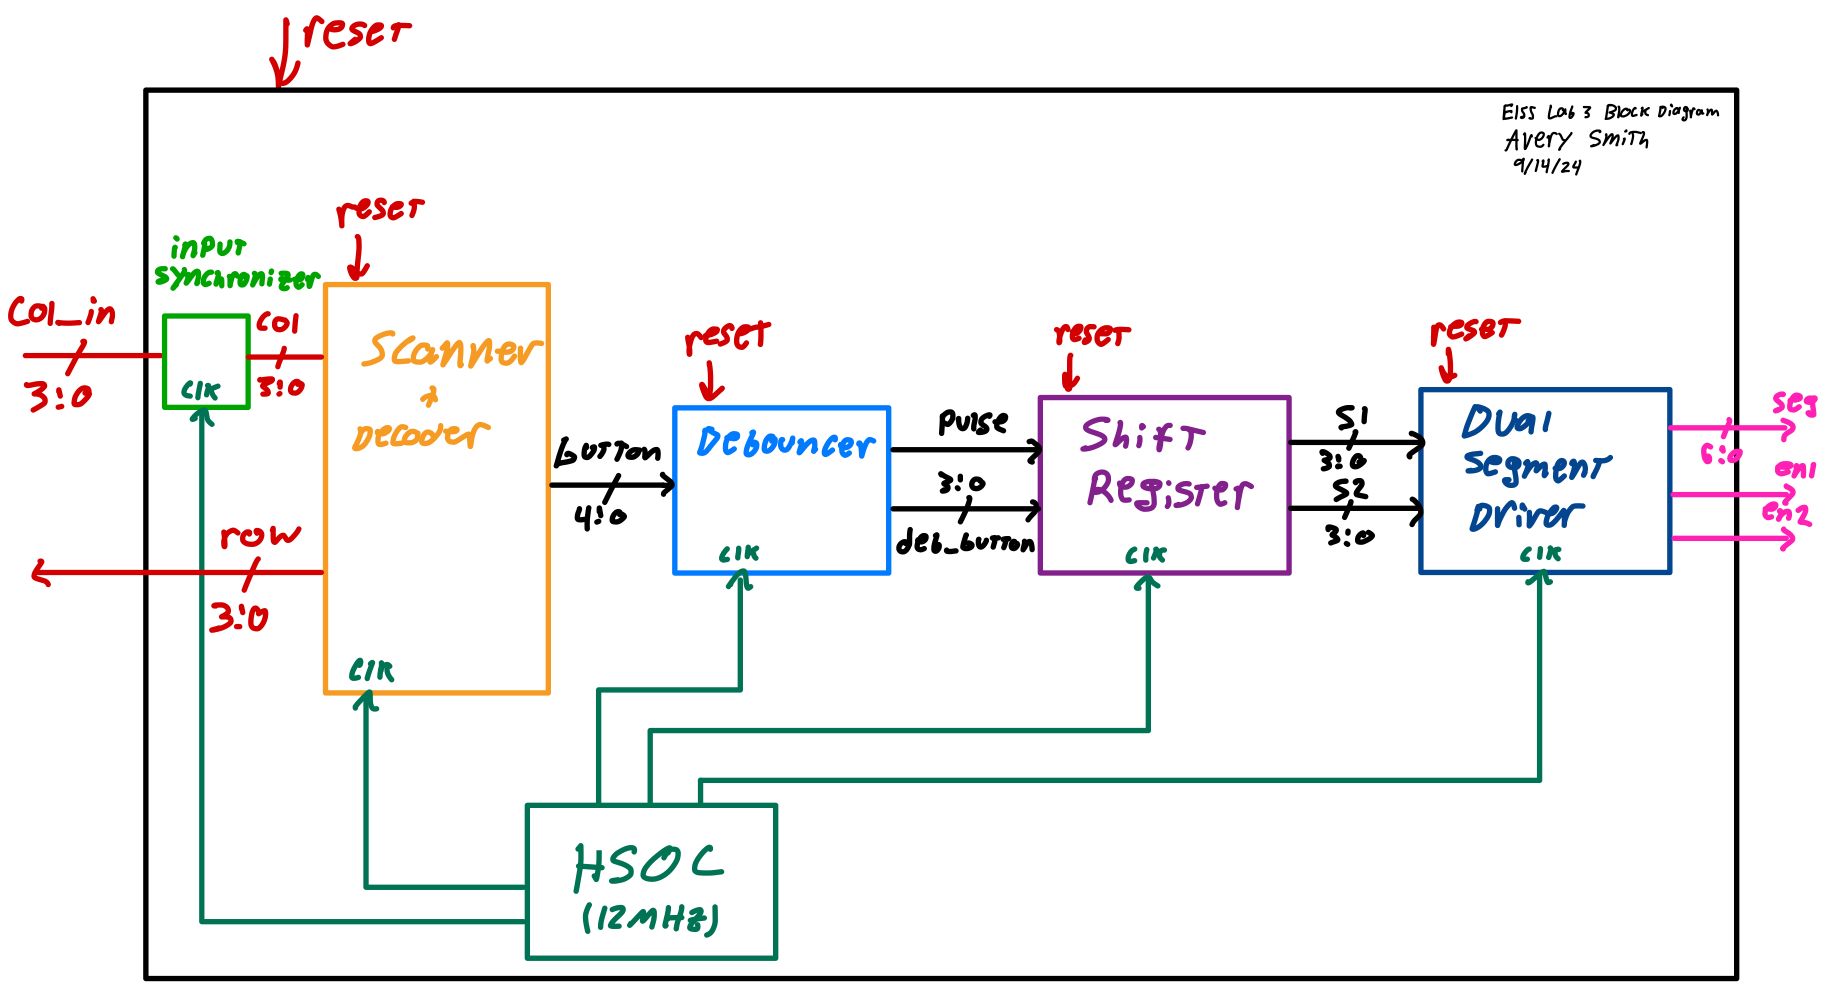 reset
E155 Lab 3 Block Diagram
Avery Smith
9/14/24
reset
input
synchronizer
Col_in
3:0
clk
col
3:0
Scanner
+
Decoder
row
3:0
clk
button
4:0
reset
Debouncer
clk
pulse
3:0
deb_button
reset
Shift
Register
clk
S1
3:0
S2
3:0
reset
Dual
Segment
Driver
clk
seg
6:0
en1
en2
HSOC
(12MHz)